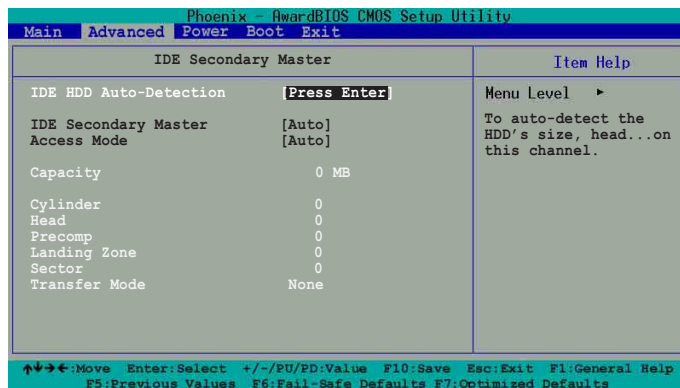 Phoenix - AwardBIOS CMOS Setup Utility
Main Advanced Power Boot Exit
IDE Secondary Master
Item Help
IDE HDD Auto-Detection [Press Enter]
IDE Secondary Master [Auto]
Access Mode [Auto]
Capacity 0 MB
Cylinder 0
Head 0
Precomp 0
Landing Zone 0
Sector 0
Transfer Mode None
Menu Level ►
To auto-detect the
HDD's size, head...on
this channel.
↑↓→←:Move Enter:Select +/-/PU/PD:Value F10:Save Esc:Exit F1:General Help
F5:Previous Values F6:Fail-Safe Defaults F7:Optimized Defaults